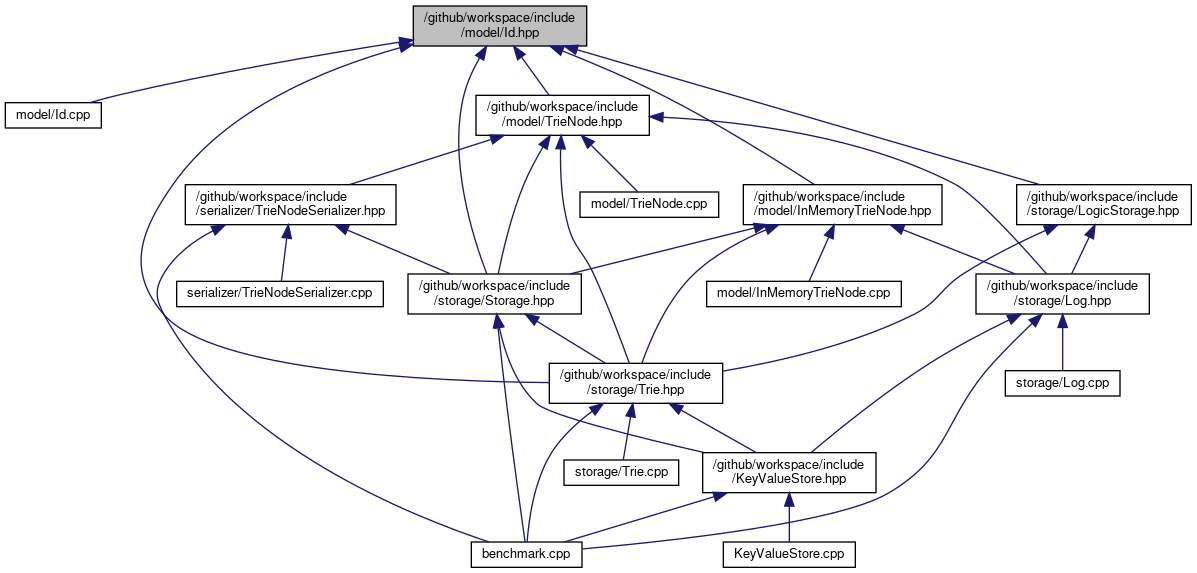 /github/workspace/include
/model/Id.hpp
model/Id.cpp
/github/workspace/include
/model/TrieNode.hpp
/github/workspace/include
/serializer/TrieNodeSerializer.hpp
model/TrieNode.cpp
/github/workspace/include
/model/InMemoryTrieNode.hpp
/github/workspace/include
/storage/LogicStorage.hpp
serializer/TrieNodeSerializer.cpp
/github/workspace/include
/storage/Storage.hpp
model/InMemoryTrieNode.cpp
/github/workspace/include
/storage/Log.hpp
/github/workspace/include
/storage/Trie.hpp
storage/Log.cpp
storage/Trie.cpp
/github/workspace/include
/KeyValueStore.hpp
benchmark.cpp
KeyValueStore.cpp